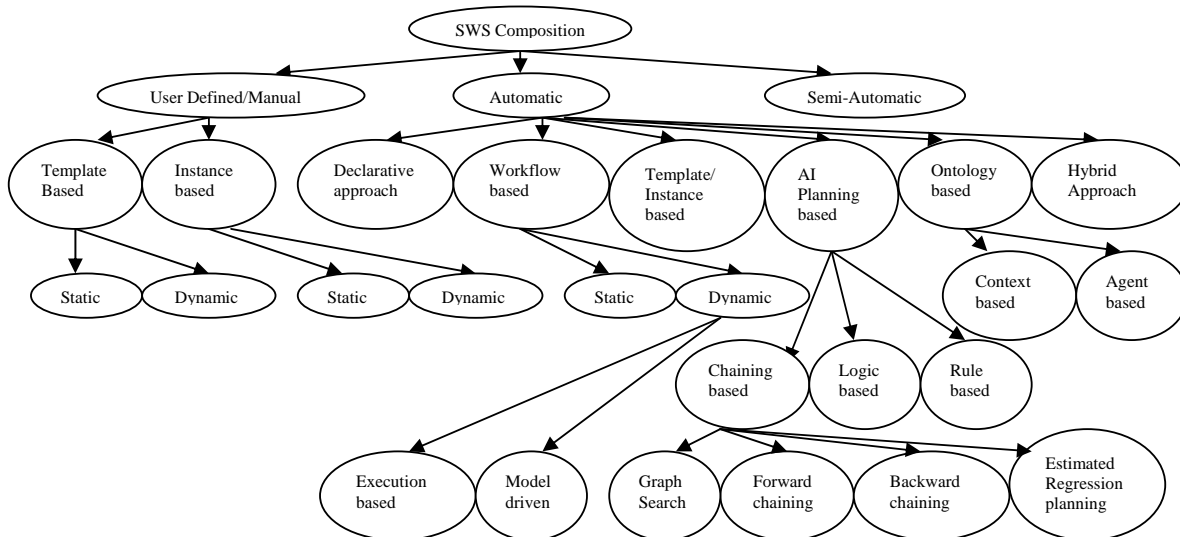 SWS Composition
User Defined/Manual
Automatic
Semi-Automatic
Template
Based
Instance
based
Declarative
approach
Workflow
based
Template/
Instance
based
AI
Planning
based
Ontology
based
Hybrid
Approach
Static
Dynamic
Static
Dynamic
Static
Dynamic
Context
based
Agent
based
Chaining
based
Logic
based
Rule
based
Execution
based
Model
driven
Graph
Search
Forward
chaining
Backward
chaining
Estimated
Regression
planning